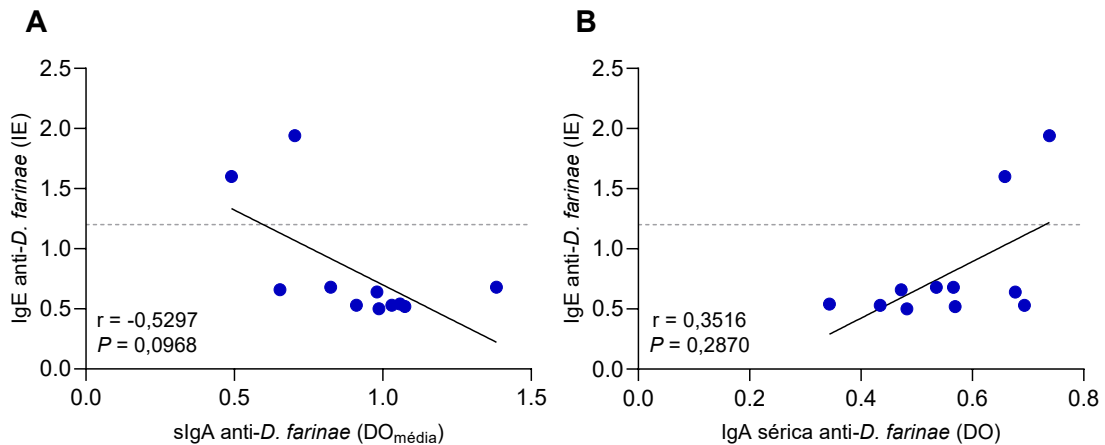 A
IgE anti-D. farinae (IE)
2.5
2.0
1.5
1.0
0.5
0.0
r = -0,5297
P = 0,0968
0.0 0.5 1.0 1.5
sIgA anti-D. farinae (DOmédia)
B
IgE anti-D. farinae (IE)
2.5
2.0
1.5
1.0
0.5
0.0
r = 0,3516
P = 0,2870
0.0 0.2 0.4 0.6 0.8
IgA sérica anti-D. farinae (DO)